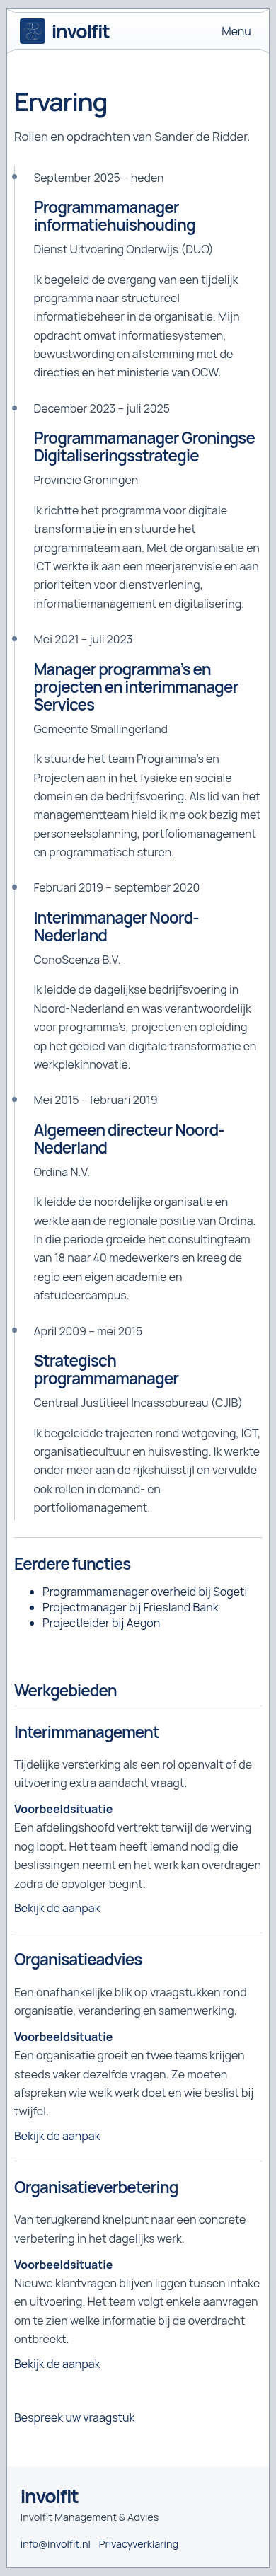 involfit
Menu
Ervaring
Rollen en opdrachten van Sander de Ridder.
September 2025 – heden
Programmamanager
informatiehuishouding
Dienst Uitvoering Onderwijs (DUO)
Ik begeleid de overgang van een tijdelijk
programma naar structureel
informatiebeheer in de organisatie. Mijn
opdracht omvat informatiesystemen,
bewustwording en afstemming met de
directies en het ministerie van OCW.
December 2023 – juli 2025
Programmamanager Groningse
Digitaliseringsstrategie
Provincie Groningen
Ik richtte het programma voor digitale
transformatie in en stuurde het
programmateam aan. Met de organisatie en
ICT werkte ik aan een meerjarenvisie en aan
prioriteiten voor dienstverlening,
informatiemanagement en digitalisering.
Mei 2021 – juli 2023
Manager programma's en
projecten en interimmanager
Services
Gemeente Smallingerland
Ik stuurde het team Programma's en
Projecten aan in het fysieke en sociale
domein en de bedrijfsvoering. Als lid van het
managementteam hield ik me ook bezig met
personeelsplanning, portfoliomanagement
en programmatisch sturen.
Februari 2019 – september 2020
Interimmanager Noord-
Nederland
ConoScenza B.V.
Ik leidde de dagelijkse bedrijfsvoering in
Noord-Nederland en was verantwoordelijk
voor programma's, projecten en opleiding
op het gebied van digitale transformatie en
werkplekinnovatie.
Mei 2015 – februari 2019
Algemeen directeur Noord-
Nederland
Ordina N.V.
Ik leidde de noordelijke organisatie en
werkte aan de regionale positie van Ordina.
In die periode groeide het consultingteam
van 18 naar 40 medewerkers en kreeg de
regio een eigen academie en
afstudeercampus.
April 2009 – mei 2015
Strategisch
programmamanager
Centraal Justitieel Incassobureau (CJIB)
Ik begeleidde trajecten rond wetgeving, ICT,
organisatiecultuur en huisvesting. Ik werkte
onder meer aan de rijkshuisstijl en vervulde
ook rollen in demand- en
portfoliomanagement.
Eerdere functies
• Programmamanager overheid bij Sogeti
• Projectmanager bij Friesland Bank
• Projectleider bij Aegon
Werkgebieden
Interimmanagement
Tijdelijke versterking als een rol openvalt of de
uitvoering extra aandacht vraagt.
Voorbeeldsituatie
Een afdelingshoofd vertrekt terwijl de werving
nog loopt. Het team heeft iemand nodig die
beslissingen neemt en het werk kan overdragen
zodra de opvolger begint.
Bekijk de aanpak
Organisatieadvies
Een onafhankelijke blik op vraagstukken rond
organisatie, verandering en samenwerking.
Voorbeeldsituatie
Een organisatie groeit en twee teams krijgen
steeds vaker dezelfde vragen. Ze moeten
afspreken wie welk werk doet en wie beslist bij
twijfel.
Bekijk de aanpak
Organisatieverbetering
Van terugkerend knelpunt naar een concrete
verbetering in het dagelijks werk.
Voorbeeldsituatie
Nieuwe klantvragen blijven liggen tussen intake
en uitvoering. Het team volgt enkele aanvragen
om te zien welke informatie bij de overdracht
ontbreekt.
Bekijk de aanpak
Bespreek uw vraagstuk
involfit
Involfit Management & Advies
info@involfit.nl Privacyverklaring